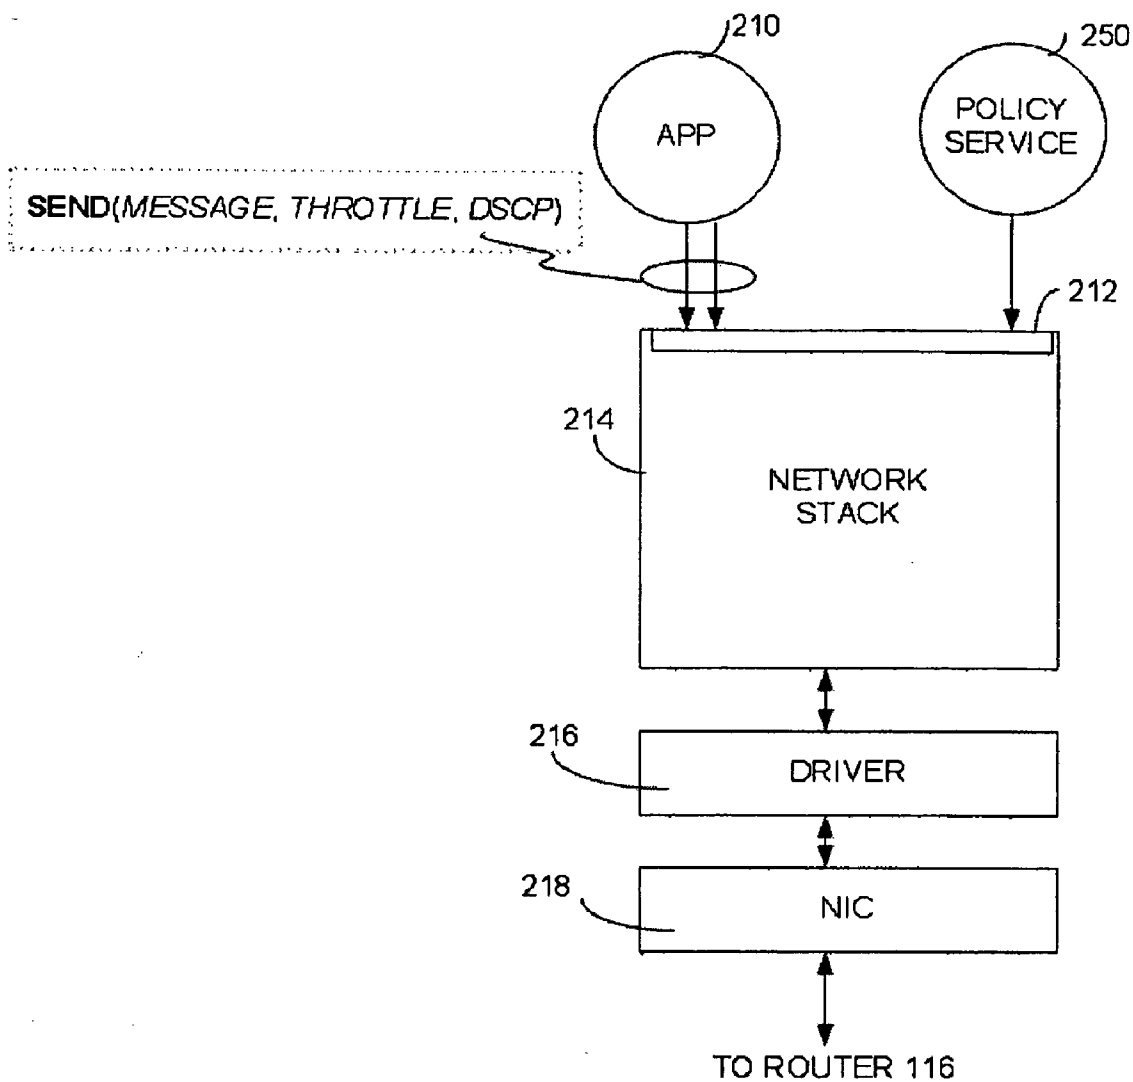 210
250
APP
POLICY
SERVICE
SEND(MESSAGE, THROTTLE, DSCP)
212
214
NETWORK
STACK
216
DRIVER
218
NIC
TO ROUTER 116